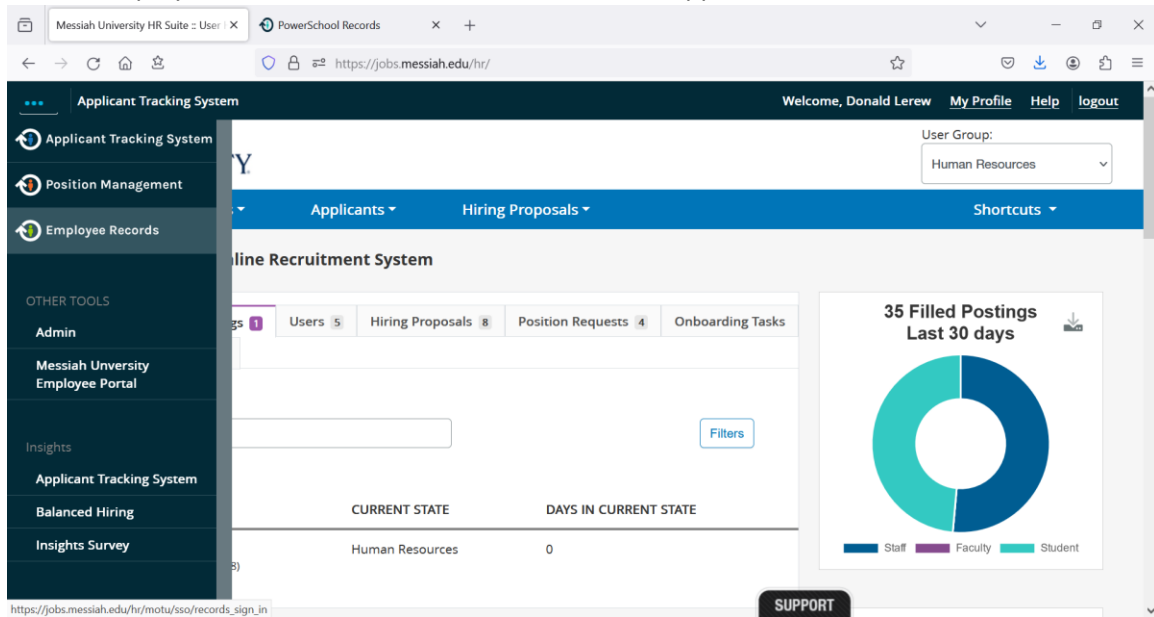 Messiah University HR Suite :: User
PowerSchool Records
https://jobs.messiah.edu/hr/
Applicant Tracking System
Welcome, Donald Lerew My Profile Help logout
Applicant Tracking System
Position Management
Employee Records
OTHER TOOLS
Admin
Messiah Unversity
Employee Portal
Insights
Applicant Tracking System
Balanced Hiring
Insights Survey
Y
User Group:
Human Resources
Applicants Hiring Proposals Shortcuts
Recruitment System
1 Users 5 Hiring Proposals 8 Position Requests 4 Onboarding Tasks
Filters
CURRENT STATE DAYS IN CURRENT STATE
Human Resources 0
8)
35 Filled Postings
Last 30 days
Staff Faculty Student
SUPPORT
https://jobs.messiah.edu/hr/motu/sso/records_sign_in